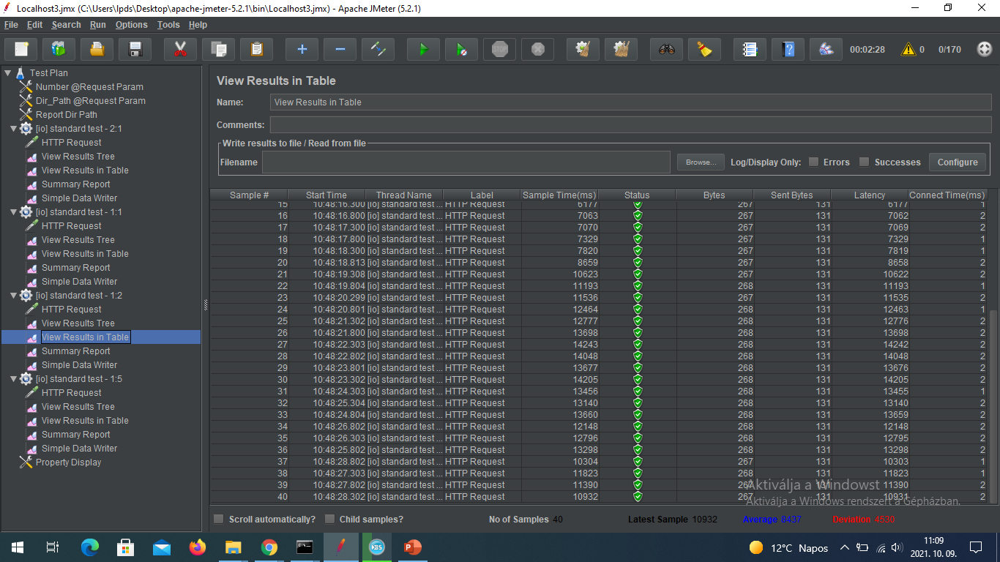 Localhost3.jmx (C:\Users\lpds\Desktop\apache-jmeter-5.2.1\bin\Localhost3.jmx) - Apache JMeter (5.2.1)
File Edit Search Run Options Tools Help
STOP 00:02:28 0 0/170
Test Plan
Number @Request Param
Dir_Path @Request Param
Report Dir Path
[io] standard test - 2:1
HTTP Request
View Results Tree
View Results in Table
Summary Report
Simple Data Writer
[io] standard test - 1:1
HTTP Request
View Results Tree
View Results in Table
Summary Report
Simple Data Writer
[io] standard test - 1:2
HTTP Request
View Results Tree
View Results in Table
Summary Report
Simple Data Writer
[io] standard test - 1:5
HTTP Request
View Results Tree
View Results in Table
Summary Report
Simple Data Writer
Property Display
View Results in Table
Name: View Results in Table
Comments:
Write results to file / Read from file
Filename Browse... Log/Display Only: Errors Successes Configure
Sample # Start Time Thread Name Label Sample Time(ms) Status Bytes Sent Bytes Latency Connect Time(ms)
15 10:48:16.300 [io] standard test ... HTTP Request 6177 267 131 6177 1
16 10:48:16.800 [io] standard test ... HTTP Request 7063 267 131 7062 2
17 10:48:17.300 [io] standard test ... HTTP Request 7070 267 131 7069 2
18 10:48:17.800 [io] standard test ... HTTP Request 7329 267 131 7329 1
19 10:48:18.300 [io] standard test ... HTTP Request 7820 267 131 7819 1
20 10:48:18.813 [io] standard test ... HTTP Request 8659 267 131 8658 2
21 10:48:19.308 [io] standard test ... HTTP Request 10623 267 131 10622 2
22 10:48:19.804 [io] standard test ... HTTP Request 11193 268 131 11193 1
23 10:48:20.299 [io] standard test ... HTTP Request 11536 267 131 11535 2
24 10:48:20.801 [io] standard test ... HTTP Request 12464 268 131 12463 1
25 10:48:21.302 [io] standard test ... HTTP Request 12777 268 131 12776 2
26 10:48:21.800 [io] standard test ... HTTP Request 13698 268 131 13698 2
27 10:48:22.303 [io] standard test ... HTTP Request 14243 268 131 14242 2
28 10:48:22.802 [io] standard test ... HTTP Request 14048 268 131 14048 2
29 10:48:23.801 [io] standard test ... HTTP Request 13677 268 131 13676 2
30 10:48:23.302 [io] standard test ... HTTP Request 14205 268 131 14205 2
31 10:48:24.303 [io] standard test ... HTTP Request 13456 268 131 13455 1
32 10:48:25.304 [io] standard test ... HTTP Request 13140 268 131 13140 2
33 10:48:24.804 [io] standard test ... HTTP Request 13660 268 131 13659 2
34 10:48:26.802 [io] standard test ... HTTP Request 12148 268 131 12148 2
35 10:48:26.303 [io] standard test ... HTTP Request 12796 268 131 12795 2
36 10:48:25.802 [io] standard test ... HTTP Request 13298 268 131 13298 2
37 10:48:28.802 [io] standard test ... HTTP Request 10304 267 131 10303 1
38 10:48:27.303 [io] standard test ... HTTP Request 11823 268 131 11823 1
39 10:48:27.802 [io] standard test ... HTTP Request 11390 267 131 11390 2
40 10:48:28.302 [io] standard test ... HTTP Request 10932 267 131 10931 2
Aktiválja a Windowst
Aktiválja a Windows rendszert a Gépházban.
Scroll automatically? Child samples? No of Samples 40 Latest Sample 10932 Average 8437 Deviation 4530
12°C Napos 11:09
2021. 10. 09.